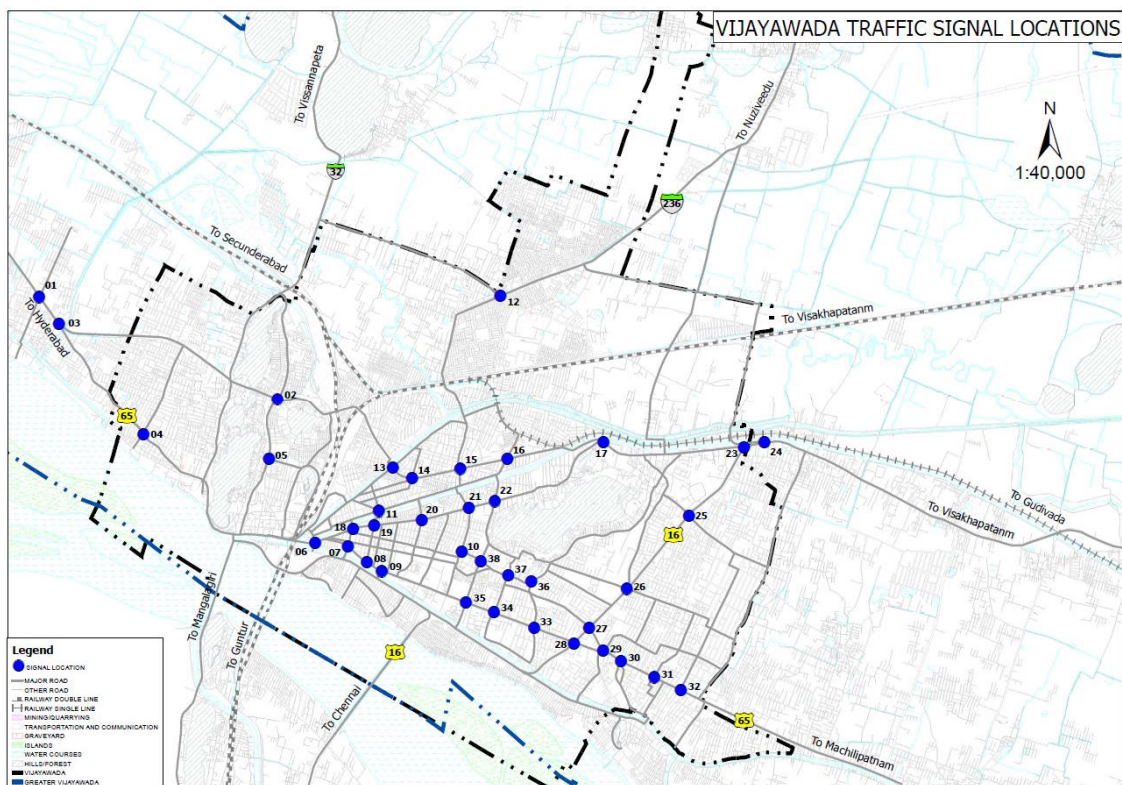 VIJAYAWADA TRAFFIC SIGNAL LOCATIONS
To Vissannapeta
To Nuziveedu
N
1:40,000
32
236
To Secunderabad
01
12
03
To Hyderabad
To Visakhapatanm
02
65
04
05
13
14
15
16
17
23
24
To Gudivada
To Visakhapatanm
11
18
19
20
21
22
25
16
06
07
08
09
10
38
37
36
26
35
34
33
27
28
29
30
31
32
To Mangalagiri
To Guntur
16
To Chennai
65
To Machilipatnam
Legend
SIGNAL LOCATION
MAJOR ROAD
OTHER ROAD
RAILWAY DOUBLE LINE
RAILWAY SINGLE LINE
MINING/QUARRYING
TRANSPORTATION AND COMMUNICATION
GRAVEYARD
ISLANDS
WATER COURSES
HILLS/FOREST
VIJAYAWADA
GREATER VIJAYAWADA